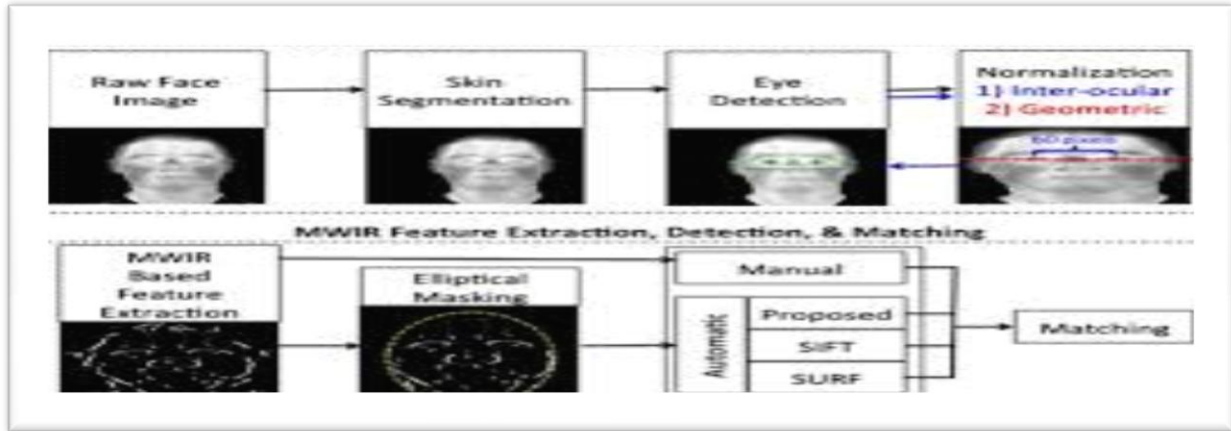 Raw Face
Image
Skin
Segmentation
Eye
Detection
Normalization
1) Inter-ocular
2) Geometric
60 pixels
MWIR Feature Extraction, Detection, & Matching
MWIR
Based
Feature
Extraction
Elliptical
Masking
Manual
Automatic
Proposed
SIFT
SURF
Matching